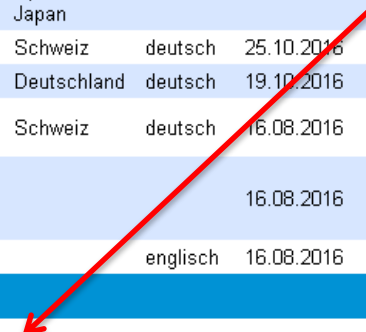 Japan
Schweiz deutsch 25.10.2016
Deutschland deutsch 19.10.2016
Schweiz deutsch 16.08.2016
16.08.2016
englisch 16.08.2016